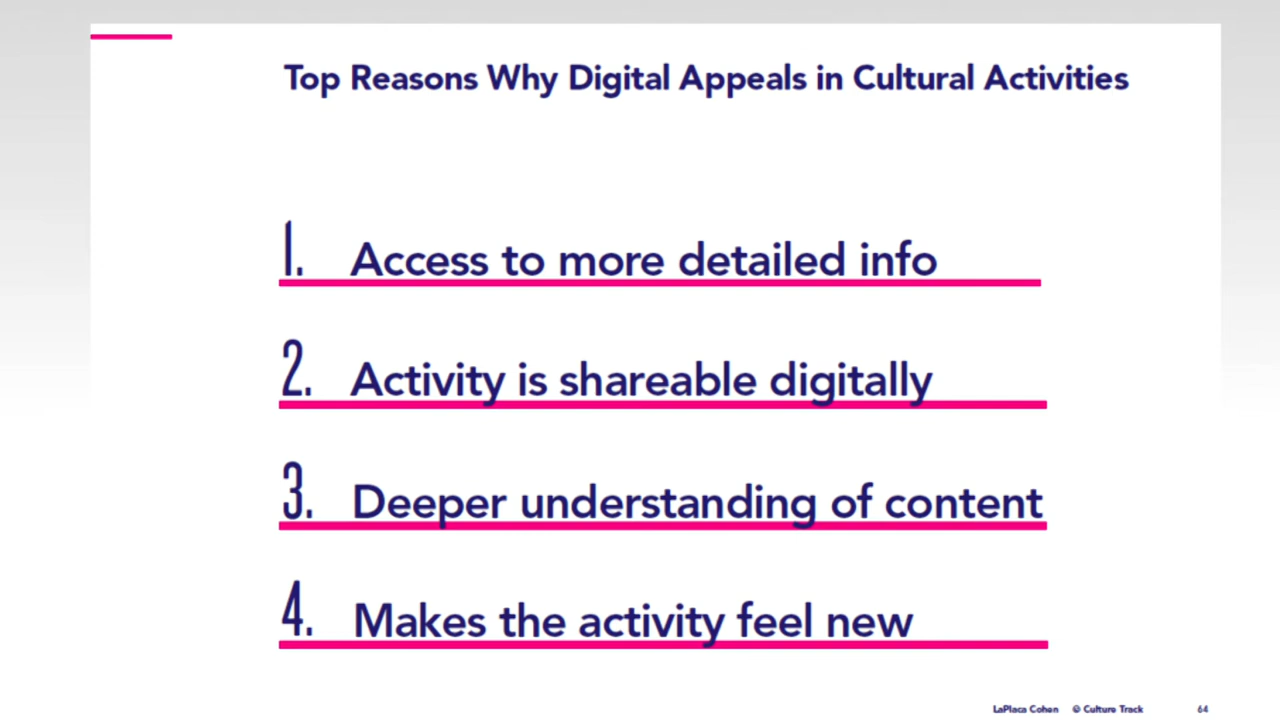 Top Reasons Why Digital Appeals in Cultural Activities
1. Access to more detailed info
2. Activity is shareable digitally
3. Deeper understanding of content
4. Makes the activity feel new
LaPlaca Cohen © Culture Track 64